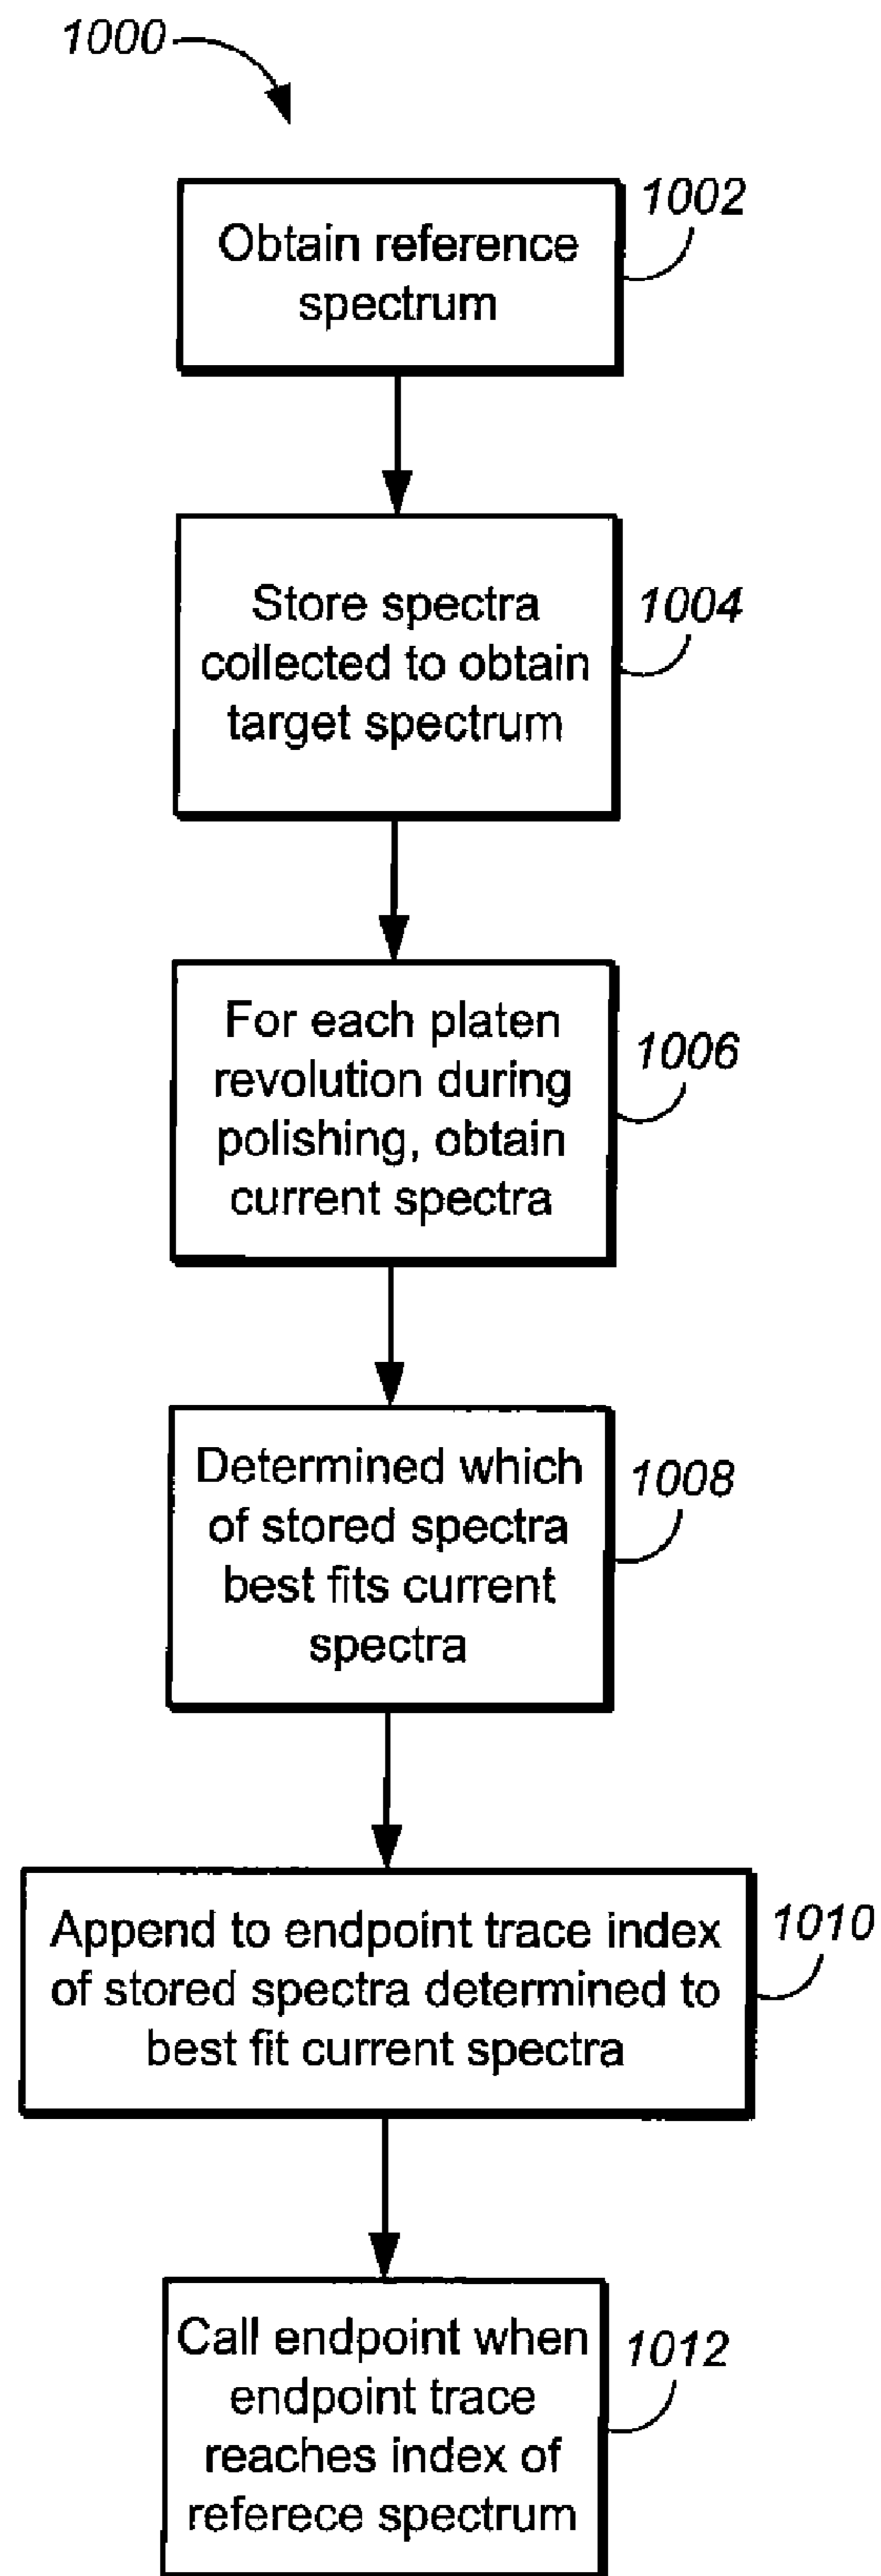 1000
1002
Obtain reference
spectrum
1004
Store spectra
collected to obtain
target spectrum
1006
For each platen
revolution during
polishing, obtain
current spectra
1008
Determined which
of stored spectra
best fits current
spectra
1010
Append to endpoint trace index
of stored spectra determined to
best fit current spectra
1012
Call endpoint when
endpoint trace
reaches index of
referece spectrum